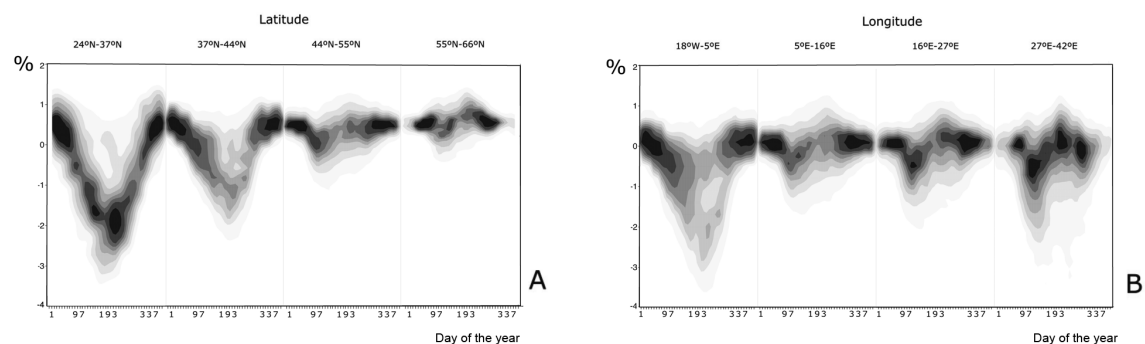 Latitude
24ºN-37ºN 37ºN-44ºN 44ºN-55ºN 55ºN-66ºN
%
2
1
0
-1
-2
-3
-4
1 97 193 337 1 97 193 337 1 97 193 337 1 97 193 337
Day of the year
A
Longitude
18ºW-5ºE 5ºE-16ºE 16ºE-27ºE 27ºE-42ºE
%
2
1
0
-1
-2
-3
-4
1 97 193 337 1 97 193 337 1 97 193 337 1 97 193 337
Day of the year
B